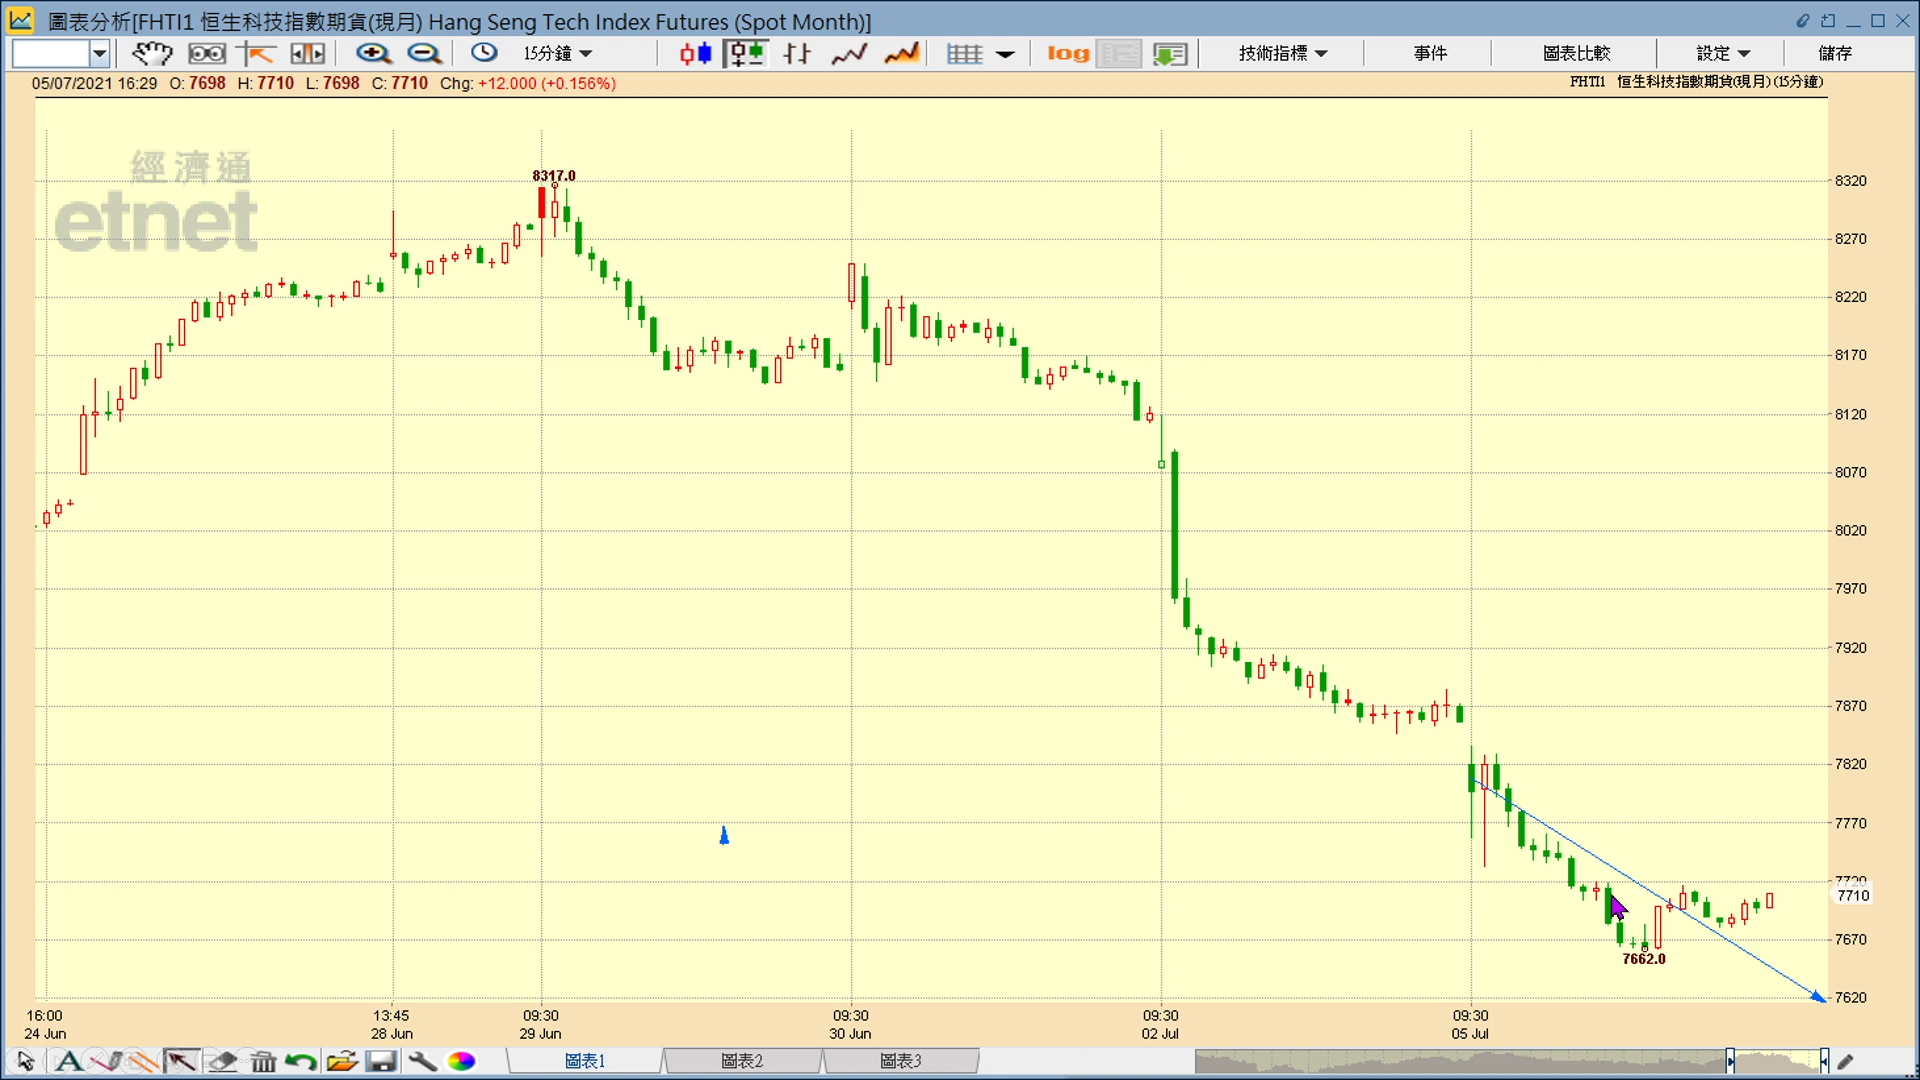 圖表分析[FHTI1 恒生科技指數期貨(現月) Hang Seng Tech Index Futures (Spot Month)]
15分鐘 log 技術指標 事件 圖表比較 設定 儲存
05/07/2021 16:29 O: 7698 H: 7710 L: 7698 C: 7710 Chg: +12.000 (+0.156%)
FHTI1 恒生科技指數期貨(現月) (15分鐘)
經濟通
etnet
8317.0
8320
8270
8220
8170
8120
8070
8020
7970
7920
7870
7820
7770
7720
7710
7670
7662.0
7620
16:00 13:45 09:30 09:30 09:30 09:30
24 Jun 28 Jun 29 Jun 30 Jun 02 Jul 05 Jul
A 圖表1 圖表2 圖表3